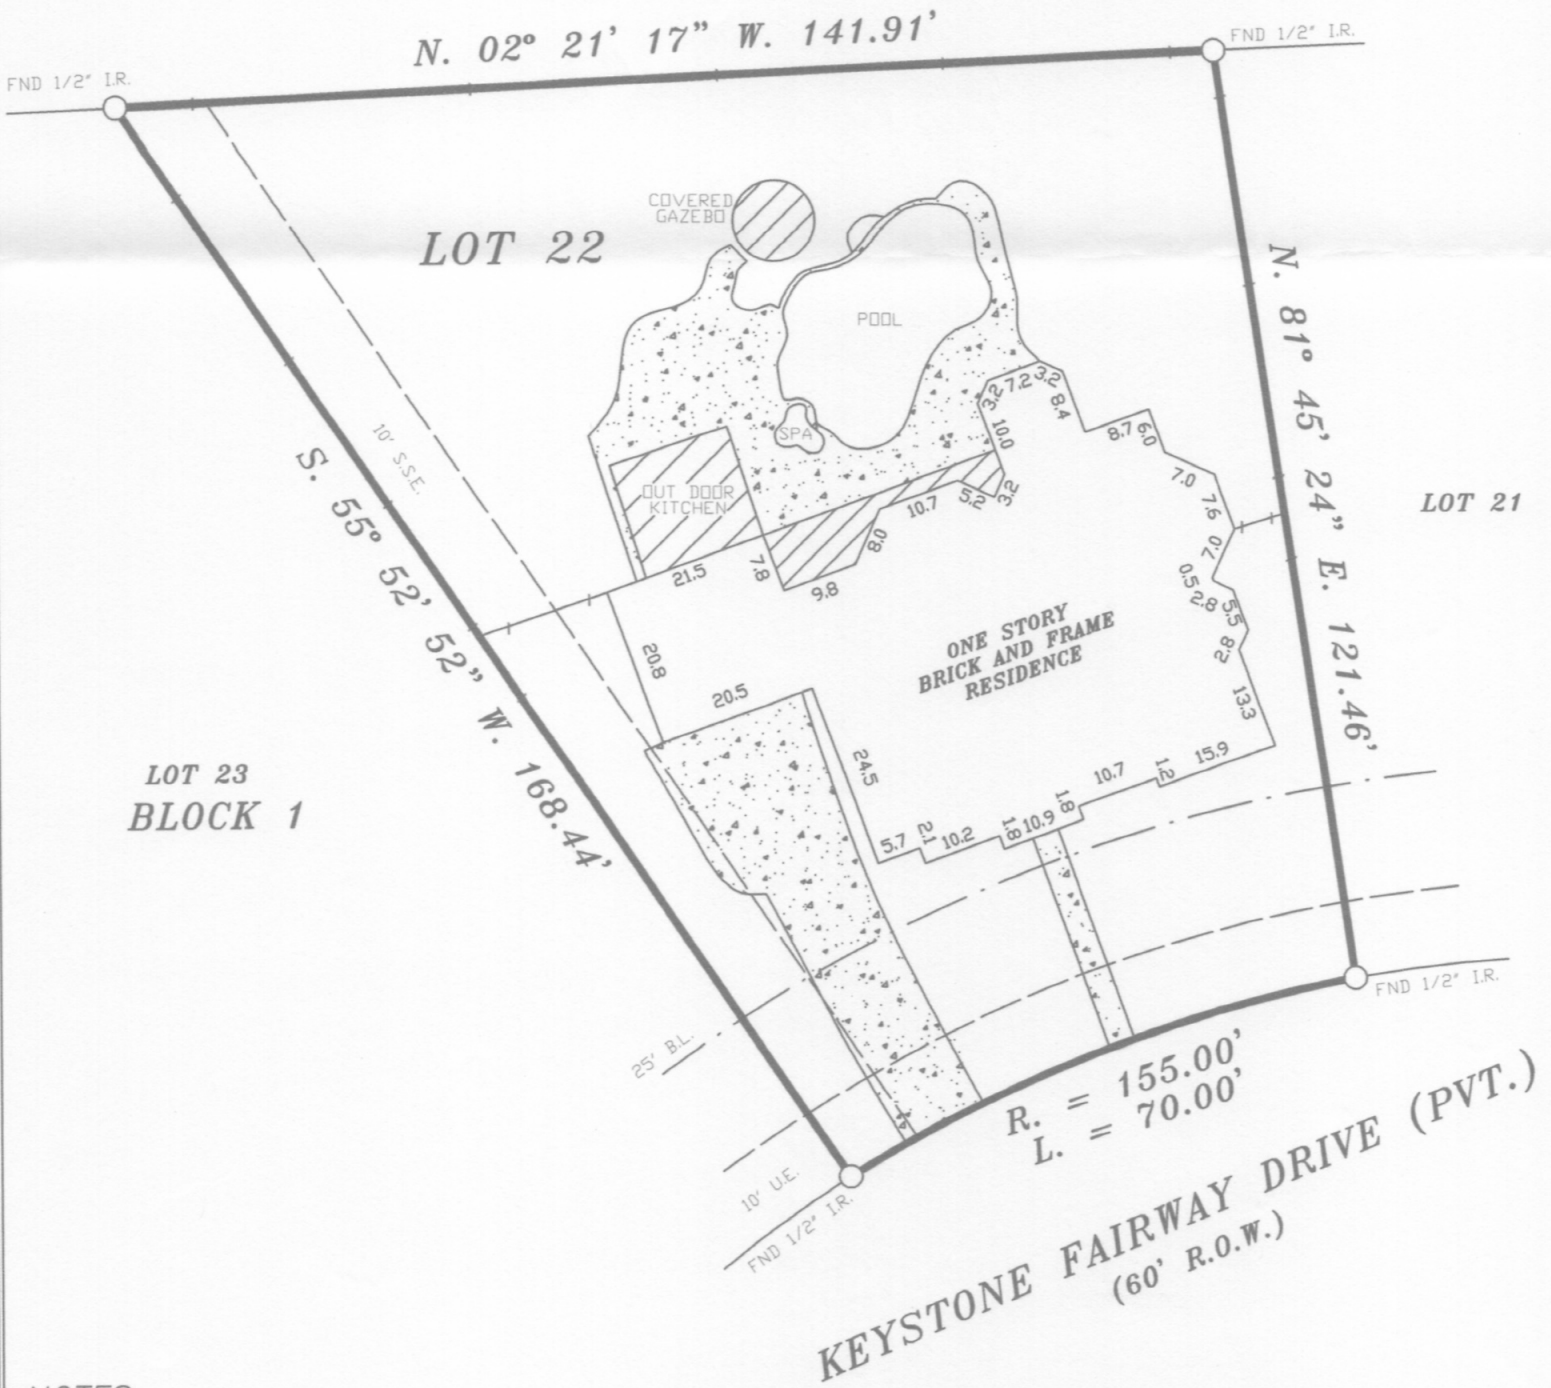 N. 02° 21' 17" W. 141.91'
FND 1/2" I.R.
FND 1/2" I.R.
COVERED
GAZEBO
LOT 22
POOL
N. 81° 45' 24" E. 121.46'
3.2
7.2
3.2
8.4
8.7
6.0
10.0
SPA
10' S.S.E.
S. 55° 52' 52" W. 168.44'
OUT DOOR
KITCHEN
10.7
5.2
3.2
7.0
7.6
LOT 21
8.0
7.0
21.5
7.8
9.8
0.5
2.8
5.5
2.8
ONE STORY
BRICK AND FRAME
RESIDENCE
20.8
20.5
13.3
24.5
15.9
1.2
10.7
1.8
10.9
1.8
10.2
2.1
5.7
LOT 23
BLOCK 1
FND 1/2" I.R.
25' B.L.
R. = 155.00'
L. = 70.00'
10' U.E.
FND 1/2" I.R.
KEYSTONE FAIRWAY DRIVE (PVT.)
(60' R.O.W.)